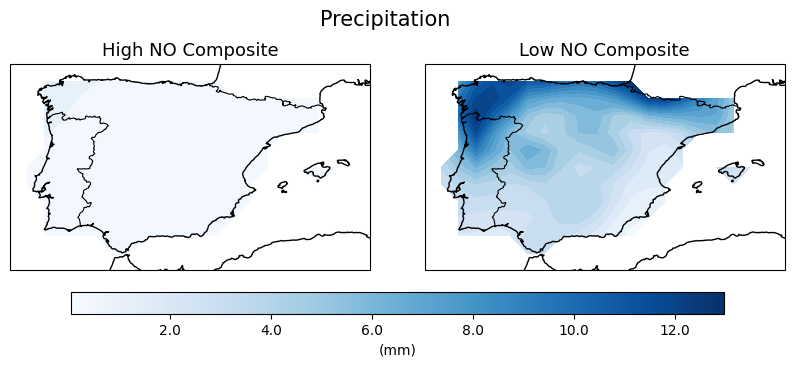 Precipitation
High NO Composite
Low NO Composite
2.0 4.0 6.0 8.0 10.0 12.0
(mm)